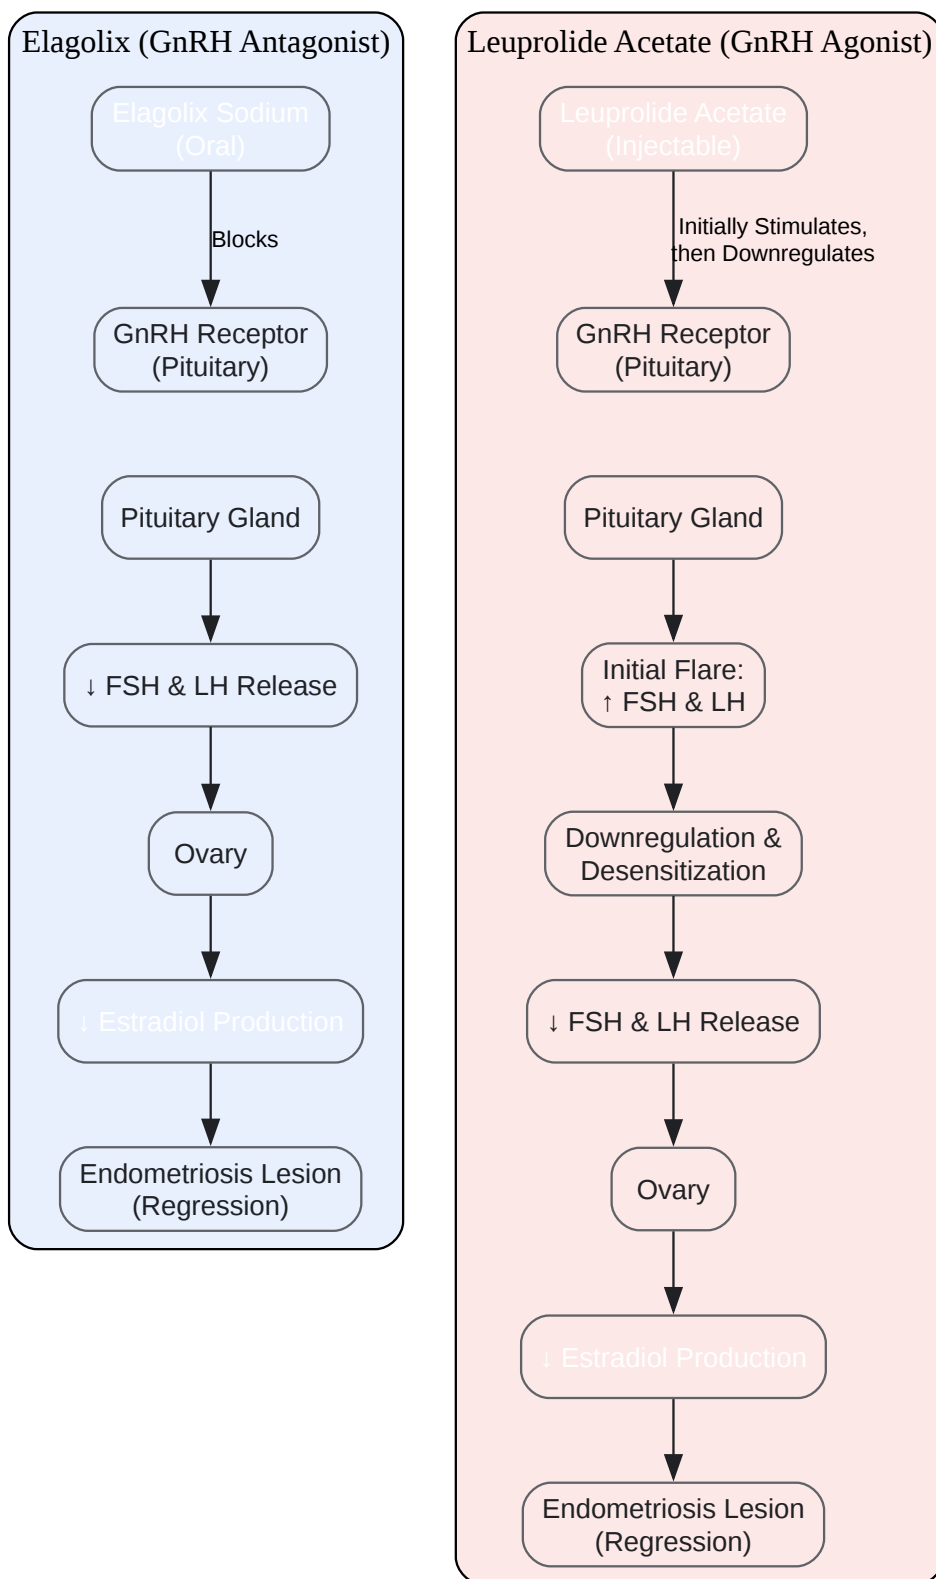 Elagolix (GnRH Antagonist)
Elagolix Sodium
(Oral)
Blocks
GnRH Receptor
(Pituitary)
Pituitary Gland
↓ FSH & LH Release
Ovary
↓ Estradiol Production
Endometriosis Lesion
(Regression)
Leuprolide Acetate (GnRH Agonist)
Leuprolide Acetate
(Injectable)
Initially Stimulates,
then Downregulates
GnRH Receptor
(Pituitary)
Pituitary Gland
Initial Flare:
↑ FSH & LH
Downregulation &
Desensitization
↓ FSH & LH Release
Ovary
↓ Estradiol Production
Endometriosis Lesion
(Regression)